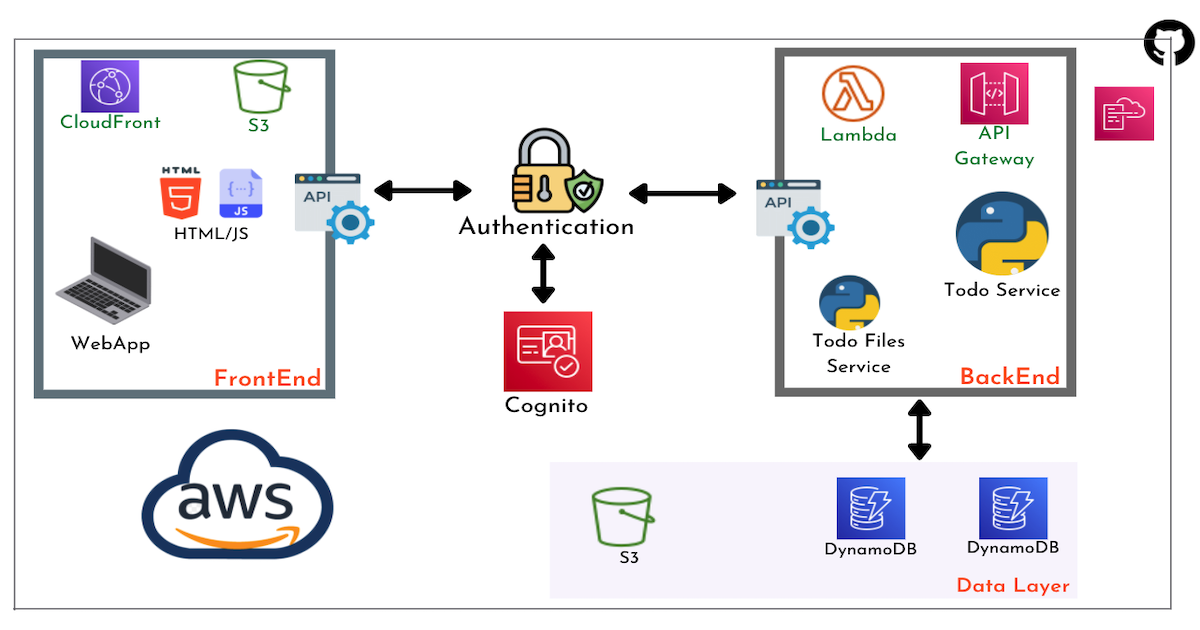 CloudFront
S3
HTML
JS
HTML/JS
API
WebApp
FrontEnd
Authentication
Cognito
Lambda
API
Gateway
API
Todo Service
Todo Files
Service
BackEnd
aws
S3
DynamoDB
DynamoDB
Data Layer